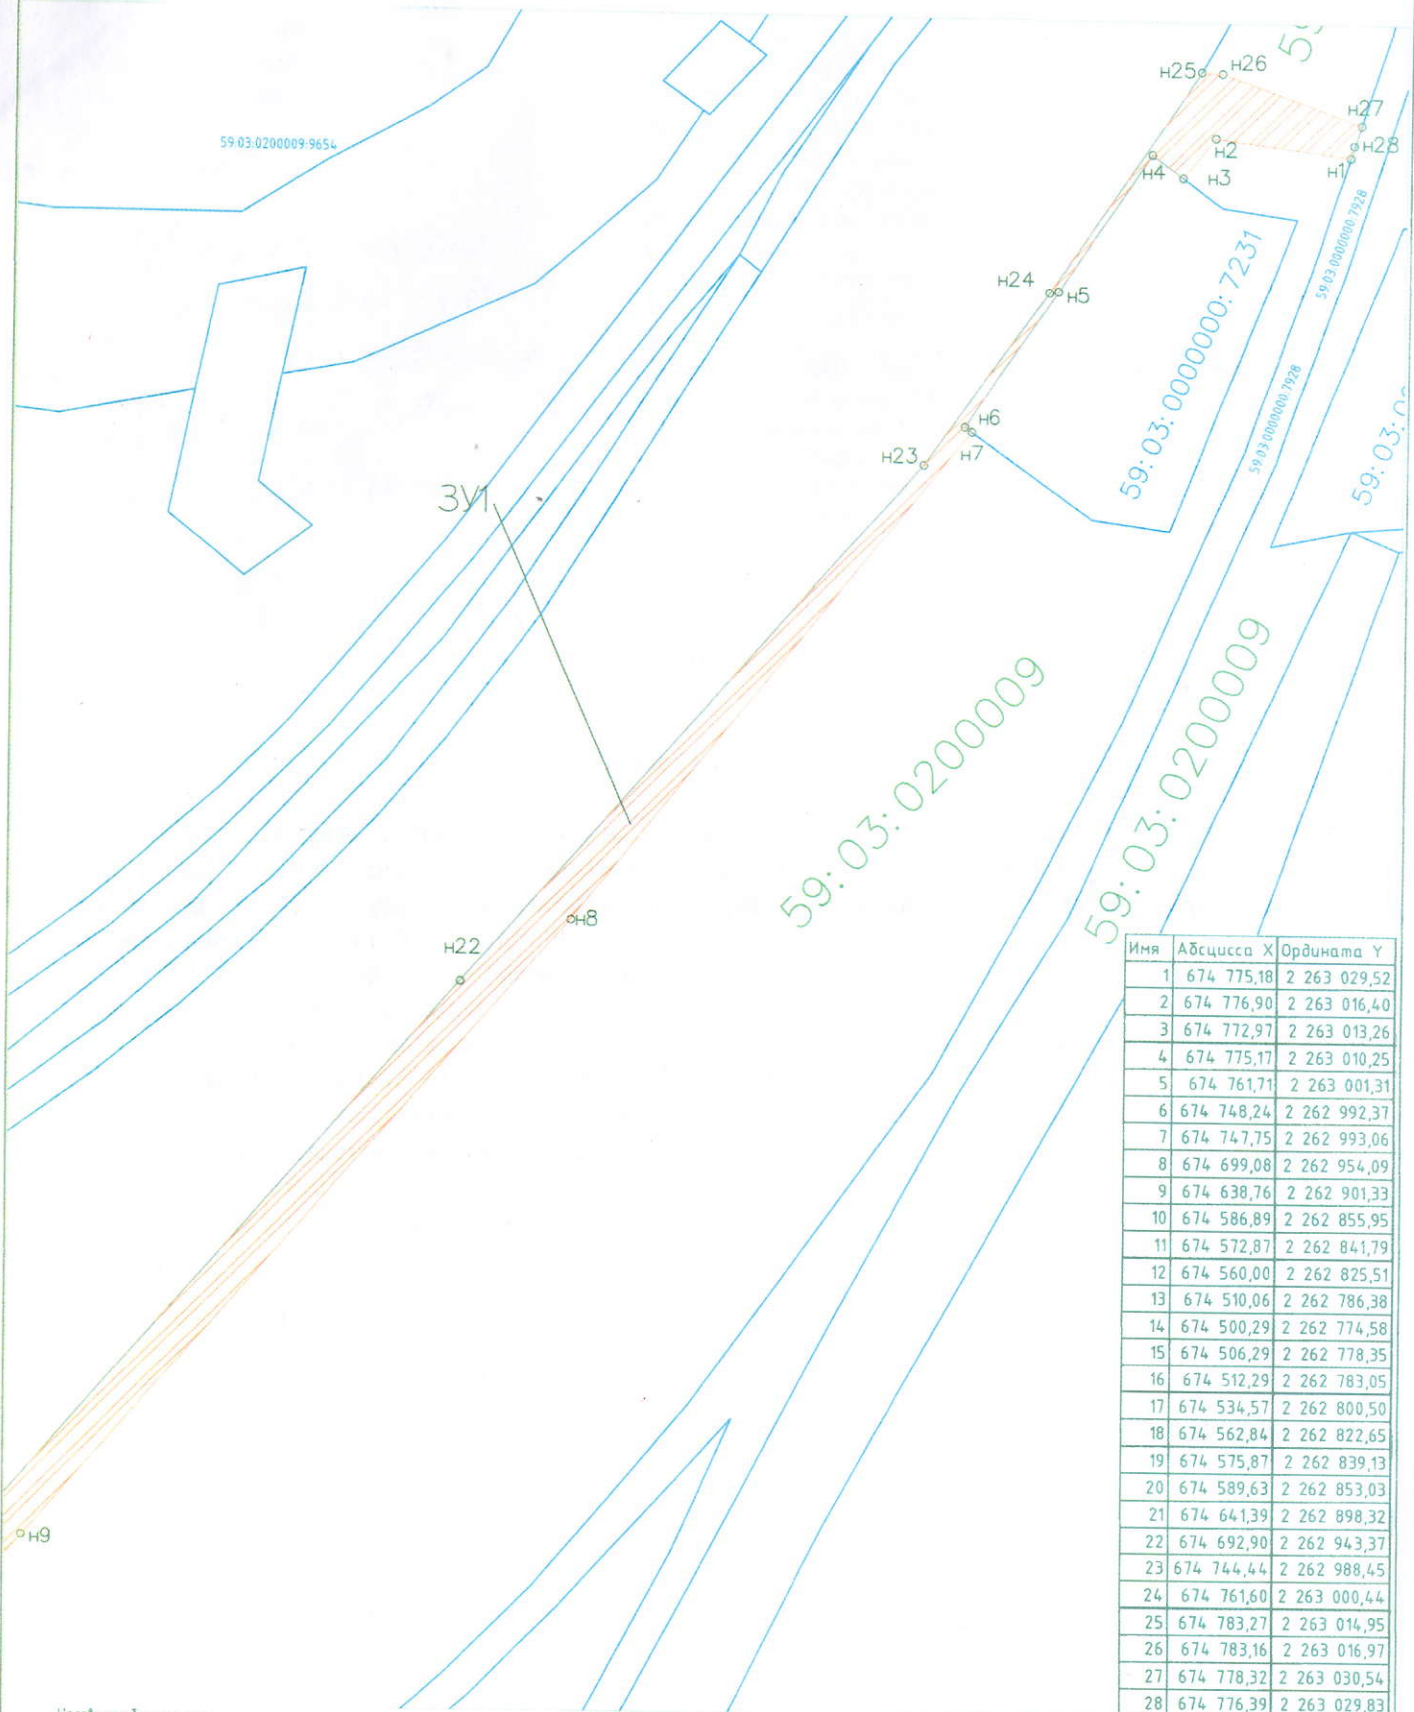 59
59:03:0200009:9654
н25
н26
н27
н28
н2
н1
н4
н3
59:03:0000000:7928
59:03:0000000:7231
н24
н5
59:03:0000000:7928
н6
н7
н23
59:03:0
ЗУ1
59:03:0200009
59:03:0200009
н8
н22
н9
Имя Абсцисса X Ордината Y
1 674 775,18 2 263 029,52
2 674 776,90 2 263 016,40
3 674 772,97 2 263 013,26
4 674 775,17 2 263 010,25
5 674 761,71 2 263 001,31
6 674 748,24 2 262 992,37
7 674 747,75 2 262 993,06
8 674 699,08 2 262 954,09
9 674 638,76 2 262 901,33
10 674 586,89 2 262 855,95
11 674 572,87 2 262 841,79
12 674 560,00 2 262 825,51
13 674 510,06 2 262 786,38
14 674 500,29 2 262 774,58
15 674 506,29 2 262 778,35
16 674 512,29 2 262 783,05
17 674 534,57 2 262 800,50
18 674 562,84 2 262 822,65
19 674 575,87 2 262 839,13
20 674 589,63 2 262 853,03
21 674 641,39 2 262 898,32
22 674 692,90 2 262 943,37
23 674 744,44 2 262 988,45
24 674 761,60 2 263 000,44
25 674 783,27 2 263 014,95
26 674 783,16 2 263 016,97
27 674 778,32 2 263 030,54
28 674 776,39 2 263 029,83